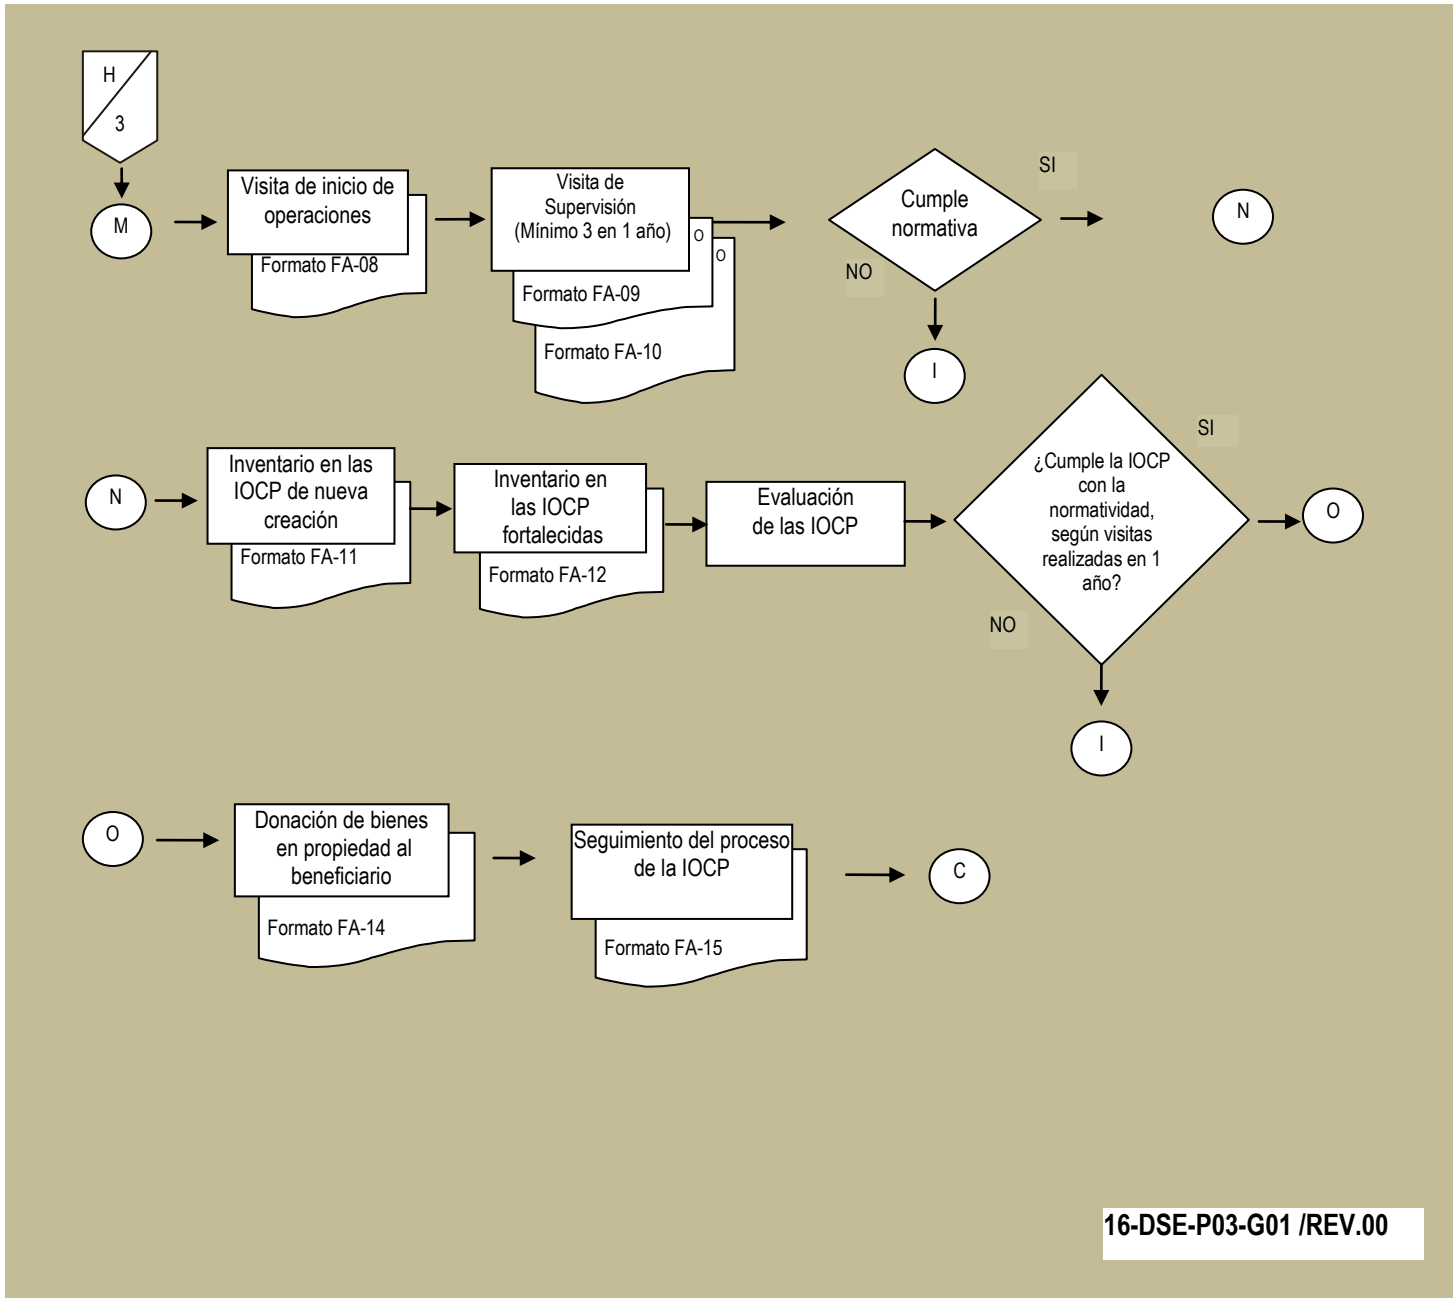 H
3
M
Visita de inicio de
operaciones
Formato FA-08
Visita de
Supervisión
(Mínimo 3 en 1 año)
O
O
Formato FA-09
Formato FA-10
Cumple
normativa
SI
NO
N
I
N
Inventario en las
IOCP de nueva
creación
Formato FA-11
Inventario en
las IOCP
fortalecidas
Formato FA-12
Evaluación
de las IOCP
¿Cumple la IOCP
con la
normatividad,
según visitas
realizadas en 1
año?
SI
NO
O
I
O
Donación de bienes
en propiedad al
beneficiario
Formato FA-14
Seguimiento del proceso
de la IOCP
Formato FA-15
C
16-DSE-P03-G01 /REV.00